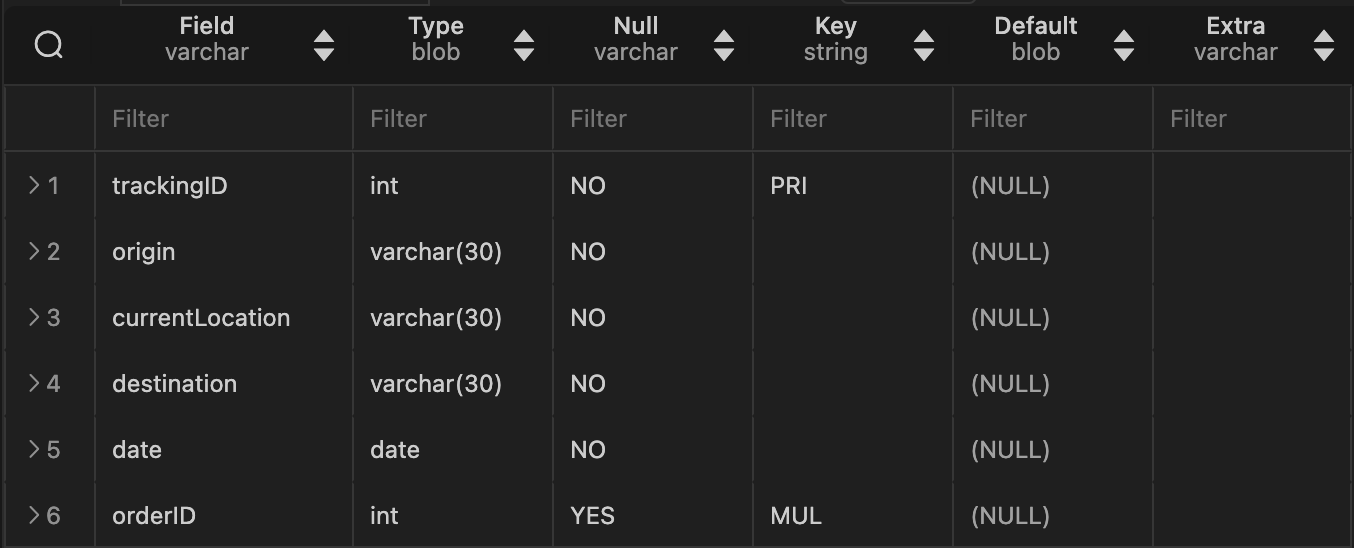 Field Type Null Key Default Extra
varchar blob varchar string blob varchar
Filter Filter Filter Filter Filter Filter
1 trackingID int NO PRI (NULL)
2 origin varchar(30) NO (NULL)
3 currentLocation varchar(30) NO (NULL)
4 destination varchar(30) NO (NULL)
5 date date NO (NULL)
6 orderID int YES MUL (NULL)